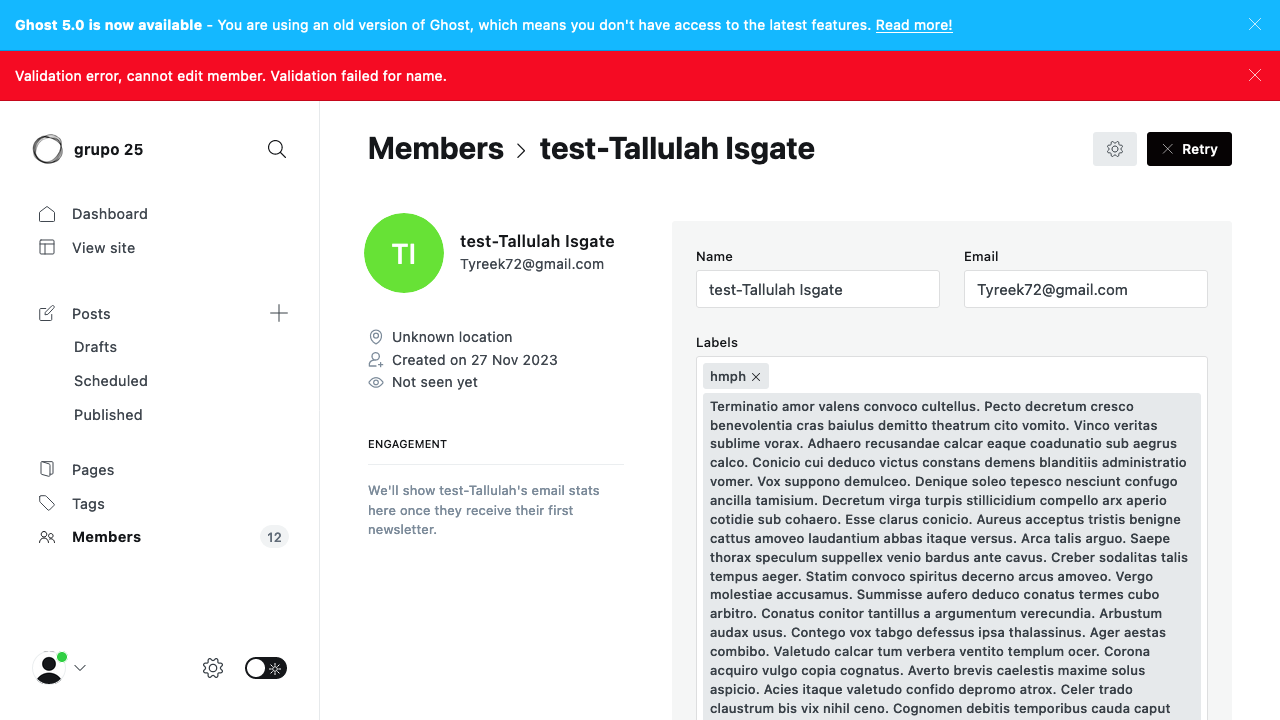 Ghost 5.0 is now available - You are using an old version of Ghost, which means you don't have access to the latest features. Read more!
Validation error, cannot edit member. Validation failed for name.
grupo 25
Dashboard
View site
Posts
Drafts
Scheduled
Published
Pages
Tags
Members
12
Members
test-Tallulah Isgate
Retry
TI
test-Tallulah Isgate
Tyreek72@gmail.com
Unknown location
Created on 27 Nov 2023
Not seen yet
ENGAGEMENT
We'll show test-Tallulah's email stats
here once they receive their first
newsletter.
Name
Email
test-Tallulah Isgate
Tyreek72@gmail.com
Labels
hmph
Terminatio amor valens convoco cultellus. Pecto decretum cresco
benevolentia cras baiulus demitto theatrum cito vomito. Vinco veritas
sublime vorax. Adhaero recusandae calcar eaque coadunatio sub aegrus
calco. Conicio cui deduco victus constans demens blanditiis administratio
vomer. Vox suppono demulceo. Denique soleo tepesco nesciunt confugo
ancilla tamisium. Decretum virga turpis stillicidium compello arx aperio
cotidie sub cohaero. Esse clarus conicio. Aureus acceptus tristis benigne
cattus amoveo laudantium abbas itaque versus. Arca talis arguo. Saepe
thorax speculum suppellex venio bardus ante cavus. Creber sodalitas talis
tempus aeger. Statim convoco spiritus decerno arcus amoveo. Vergo
molestiae accusamus. Summisse aufero deduco conatus termes cubo
arbitro. Conatus conitor tantillus a argumentum verecundia. Arbustum
audax usus. Contego vox tabgo defessus ipsa thalassinus. Ager aestas
combibo. Valetudo calcar tum verbera ventito templum ocer. Corona
acquiro vulgo copia cognatus. Averto brevis caelestis maxime solus
aspicio. Acies itaque valetudo confido depromo atrox. Celer trado
claustrum bis vix nihil ceno. Cognomen debitis temporibus cauda caput